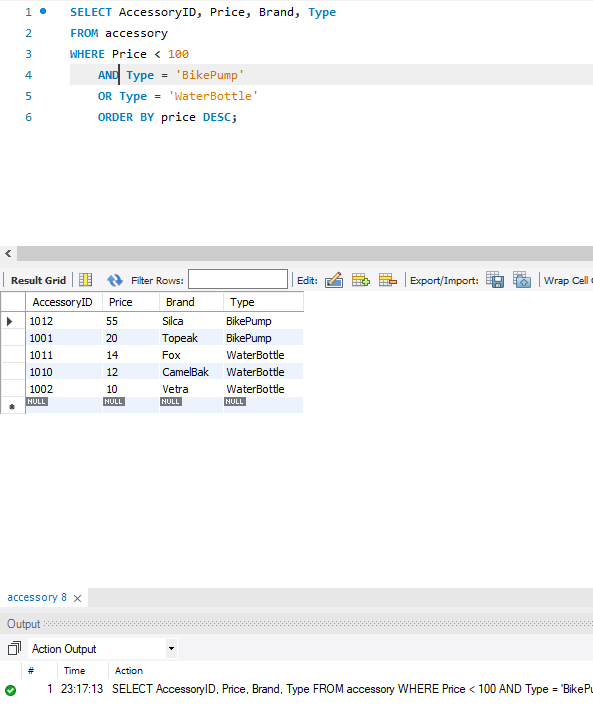 1 SELECT AccessoryID, Price, Brand, Type
2 FROM accessory
3 WHERE Price < 100
4 AND Type = 'BikePump'
5 OR Type = 'WaterBottle'
6 ORDER BY price DESC;
Result Grid Filter Rows: Edit: Export/Import: Wrap Cell
AccessoryID Price Brand Type
1012 55 Silca BikePump
1001 20 Topeak BikePump
1011 14 Fox WaterBottle
1010 12 CamelBak WaterBottle
1002 10 Vetra WaterBottle
NULL NULL NULL NULL
accessory 8
Output
Action Output
# Time Action
1 23:17:13 SELECT AccessoryID, Price, Brand, Type FROM accessory WHERE Price < 100 AND Type = 'BikePu